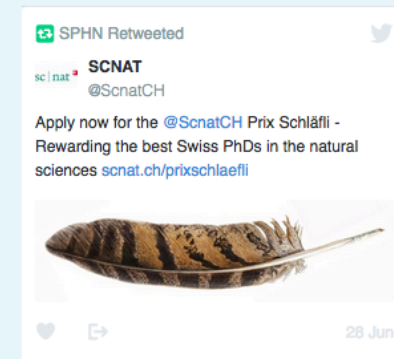 SPHN Retweeted
sc | nat
SCNAT
@ScnatCH
Apply now for the @ScnatCH Prix Schläfli -
Rewarding the best Swiss PhDs in the natural
sciences scnat.ch/prixschlaefli
28 Jun